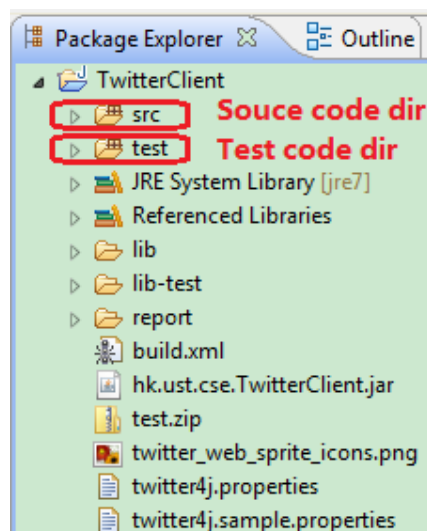 Package Explorer Outline
TwitterClient
src Souce code dir
test Test code dir
JRE System Library [jre7]
Referenced Libraries
lib
lib-test
report
build.xml
hk.ust.cse.TwitterClient.jar
test.zip
twitter_web_sprite_icons.png
twitter4j.properties
twitter4j.sample.properties